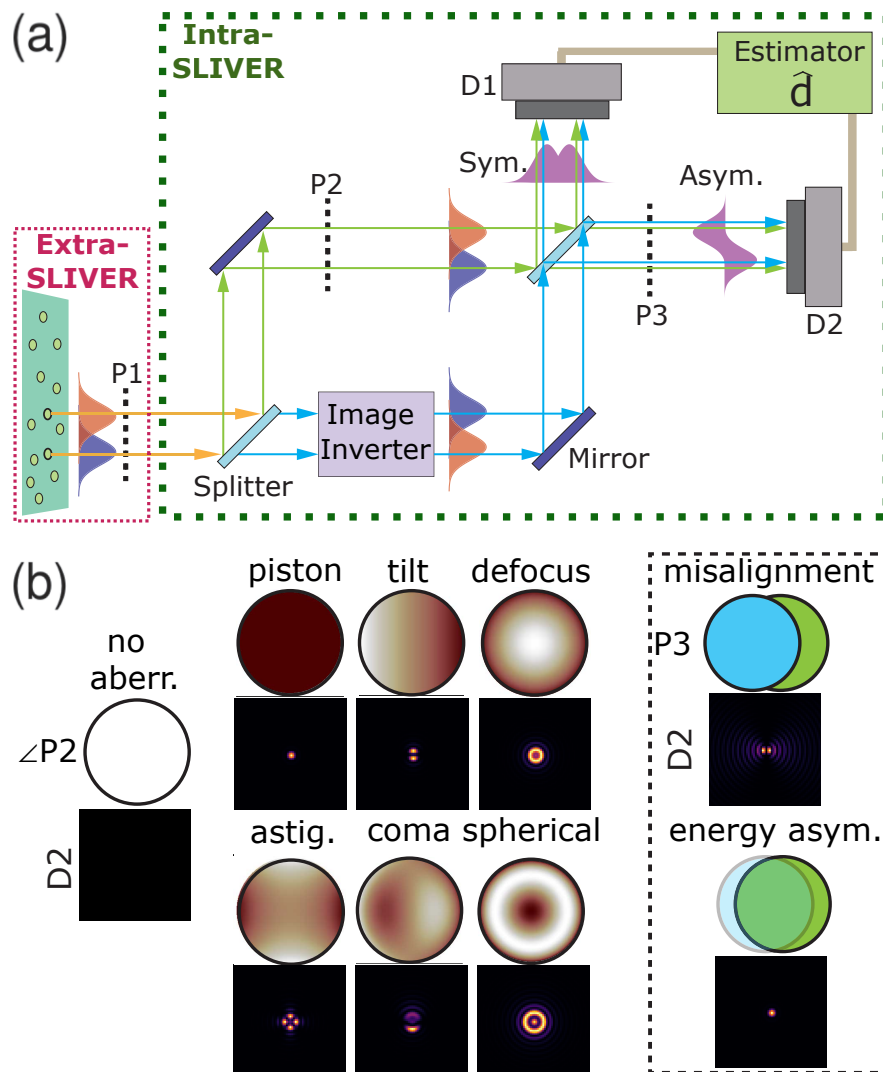 (a)
Intra-
SLIVER
D1
Estimator
d̂
Sym.
P2
Asym.
Extra-
SLIVER
P1
P3
D2
Image
Inverter
Mirror
Splitter
(b)
piston
tilt
defocus
misalignment
no
aberr.
P3
∠P2
D2
D2
astig.
coma
spherical
energy asym.